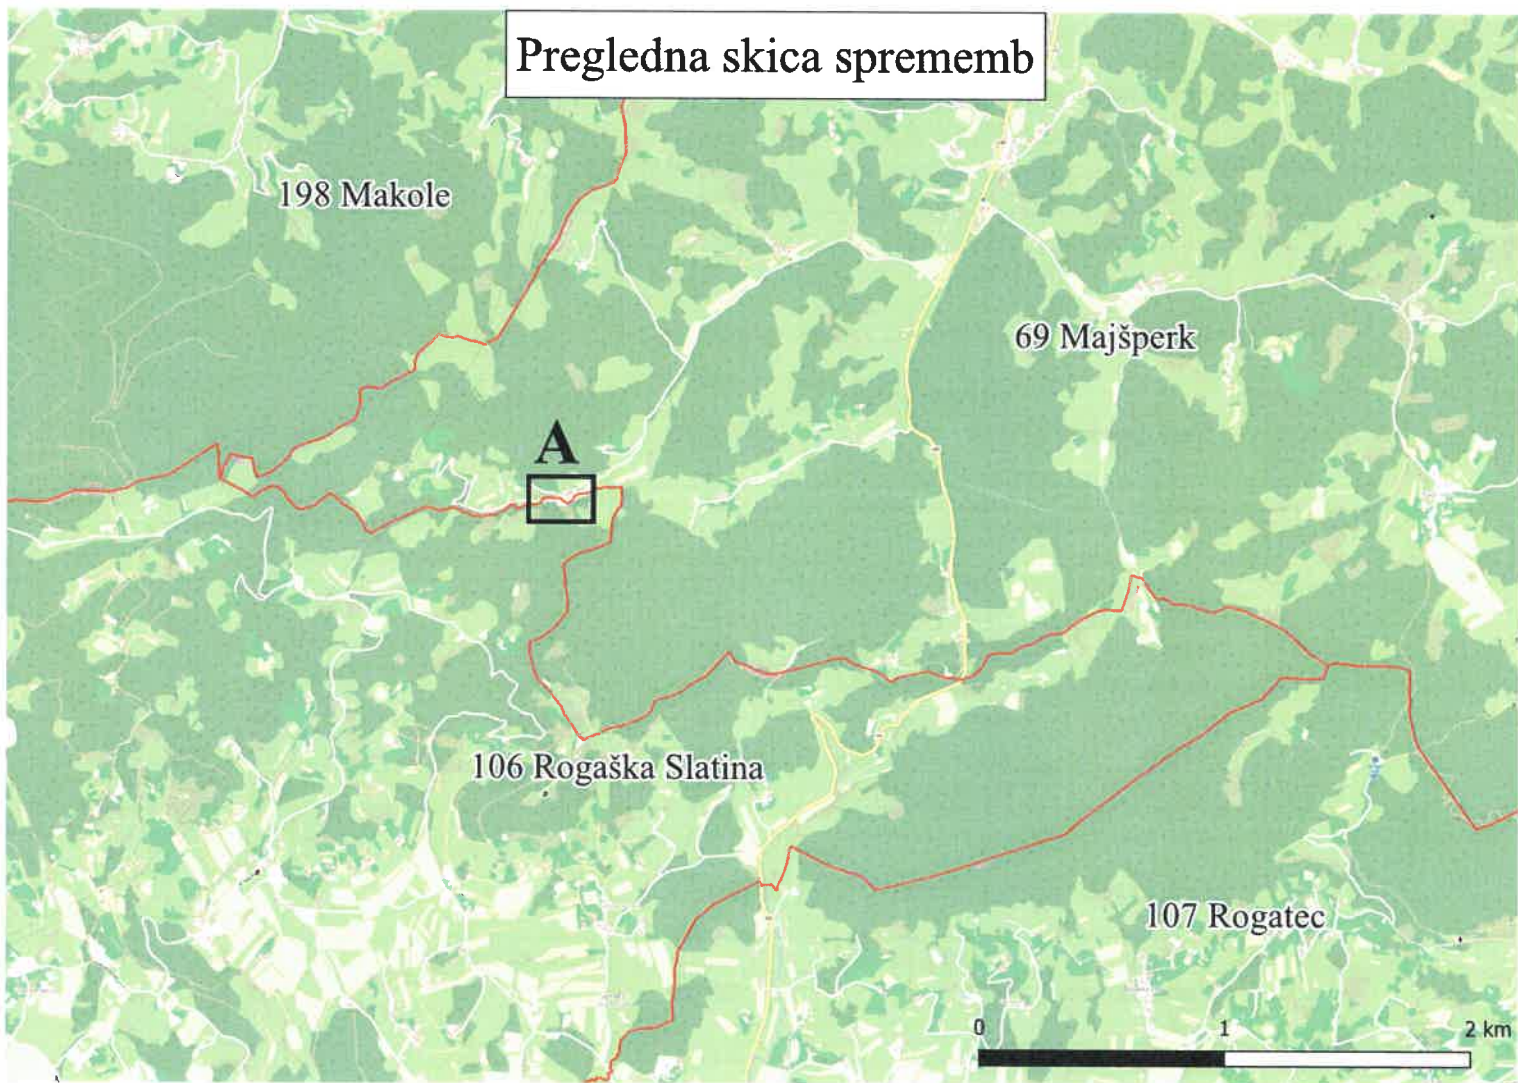 Pregledna skica sprememb
198 Makole
69 Majšperk
A
106 Rogaška Slatina
107 Rogatec
0 1 2 km